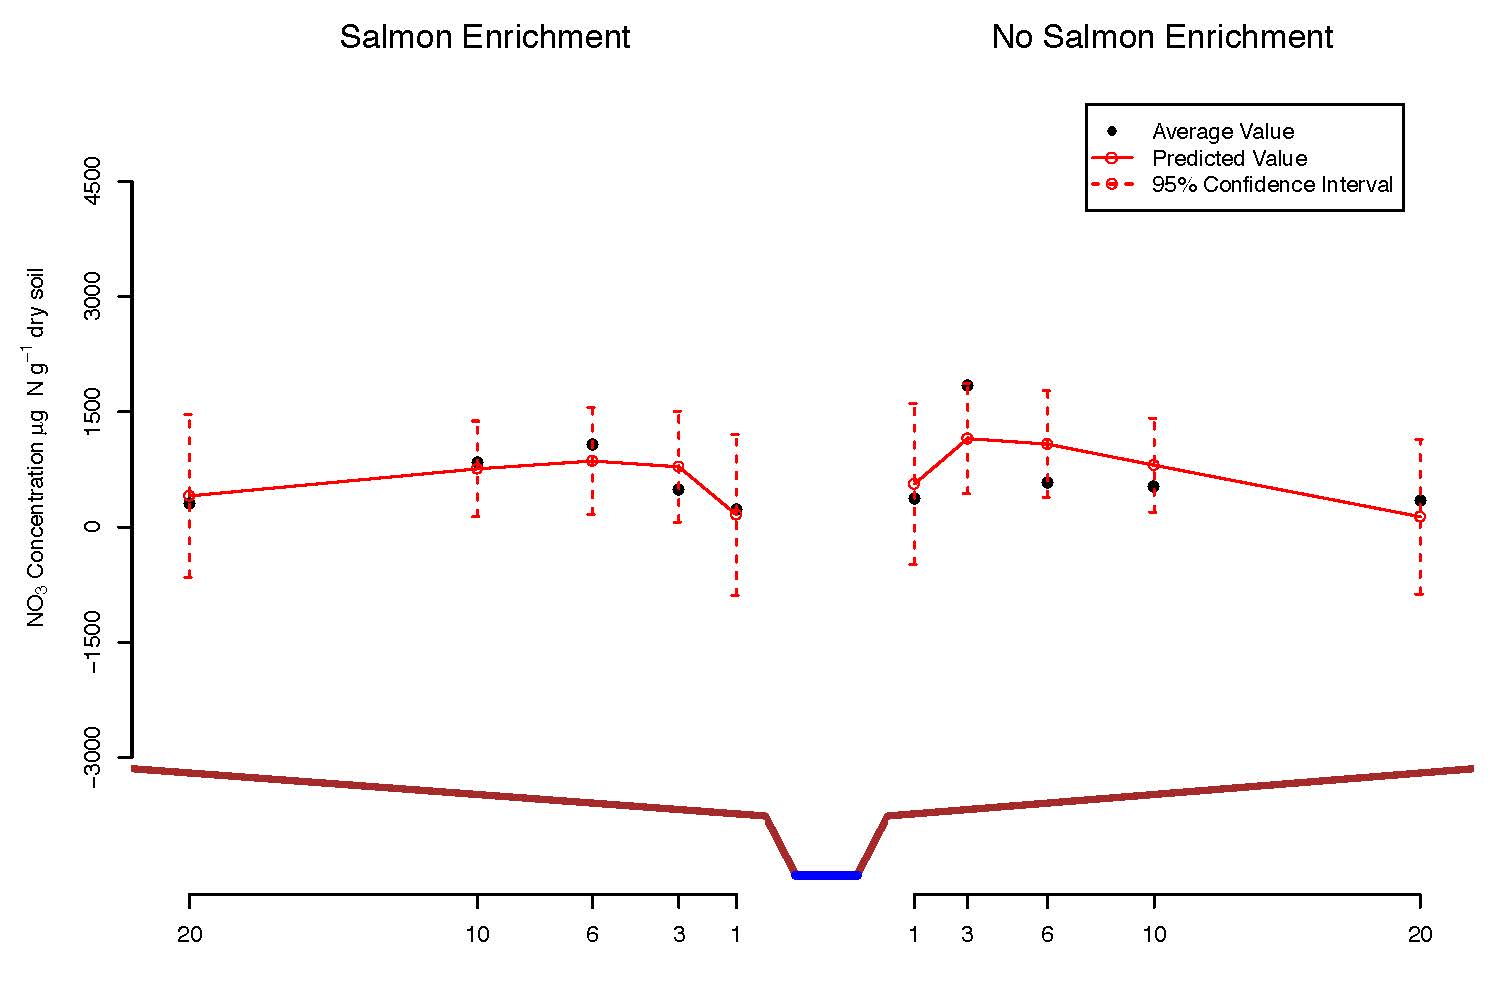 Salmon Enrichment
No Salmon Enrichment
Average Value
Predicted Value
95% Confidence Interval
NO₃ Concentration µg N g⁻¹ dry soil
4500
3000
1500
0
−1500
−3000
20 10 6 3 1
1 3 6 10 20